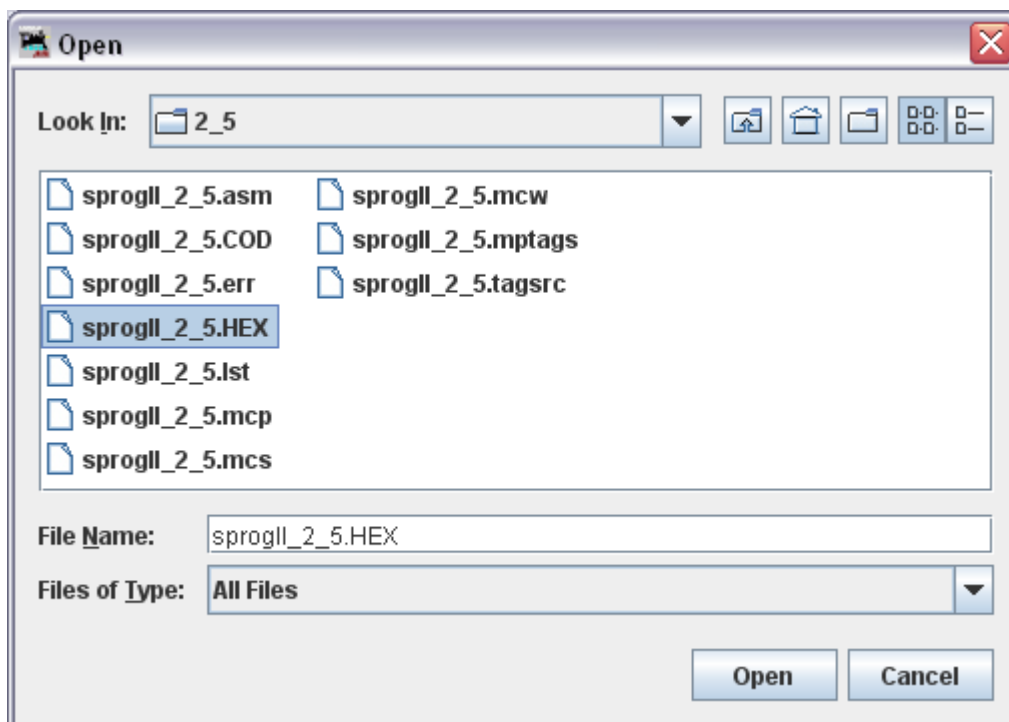 Open
Look In: 2_5
sprogII_2_5.asm sprogII_2_5.mcw
sprogII_2_5.COD sprogII_2_5.mptags
sprogII_2_5.err sprogII_2_5.tagsrc
sprogII_2_5.HEX
sprogII_2_5.lst
sprogII_2_5.mcp
sprogII_2_5.mcs
File Name: sprogII_2_5.HEX
Files of Type: All Files
Open Cancel